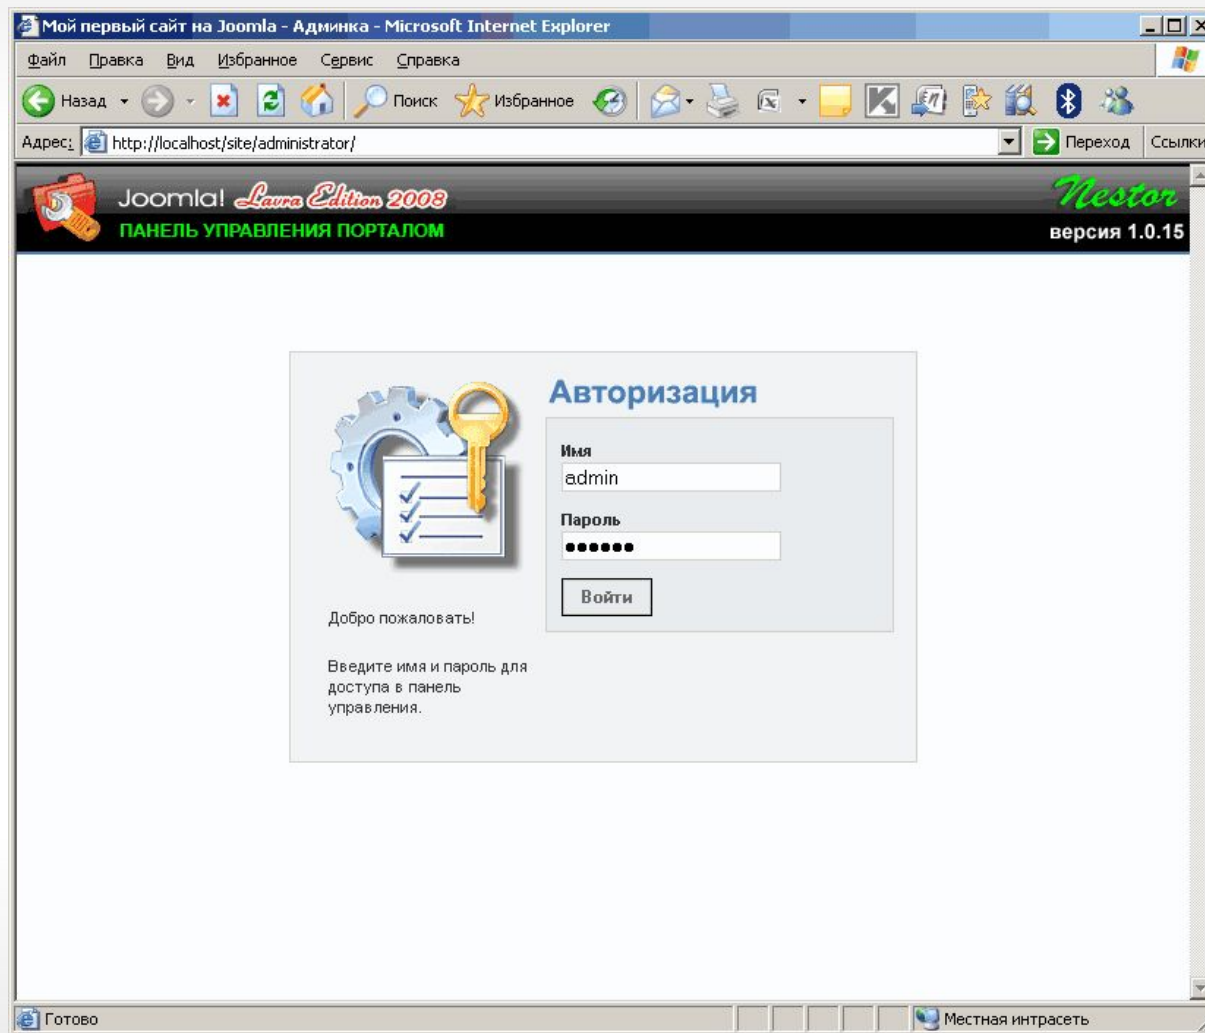 Мой первый сайт на Joomla - Админка - Microsoft Internet Explorer
Файл Правка Вид Избранное Сервис Справка
Назад Поиск Избранное
Адрес: http://localhost/site/administrator/ Переход Ссылки
Joomla! Lavra Edition 2008 Nestor
ПАНЕЛЬ УПРАВЛЕНИЯ ПОРТАЛОМ версия 1.0.15
Авторизация
Имя
admin
Пароль
••••••
Войти
Добро пожаловать!
Введите имя и пароль для
доступа в панель
управления.
Готово Местная интрасеть